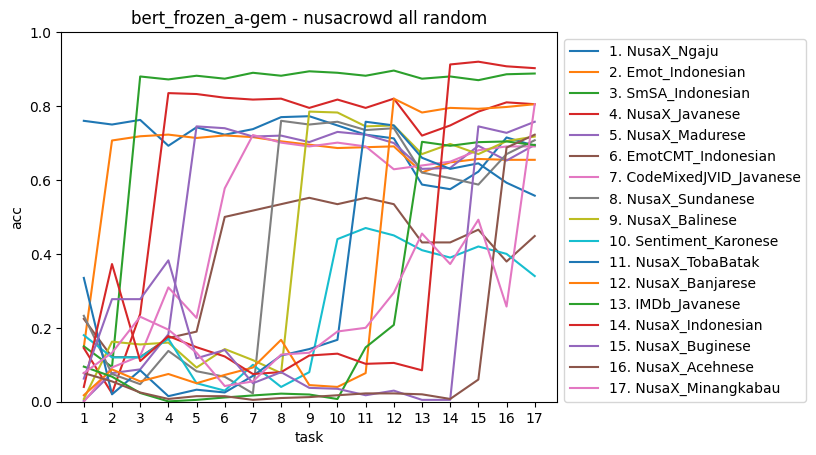 bert_frozen_a-gem - nusacrowd all random
1.0
0.8
0.6
0.4
0.2
0.0
acc
1 2 3 4 5 6 7 8 9 10 11 12 13 14 15 16 17
task
1. NusaX_Ngaju
2. Emot_Indonesian
3. SmSA_Indonesian
4. NusaX_Javanese
5. NusaX_Madurese
6. EmotCMT_Indonesian
7. CodeMixedJVID_Javanese
8. NusaX_Sundanese
9. NusaX_Balinese
10. Sentiment_Karonese
11. NusaX_TobaBatak
12. NusaX_Banjarese
13. IMDb_Javanese
14. NusaX_Indonesian
15. NusaX_Buginese
16. NusaX_Acehnese
17. NusaX_Minangkabau